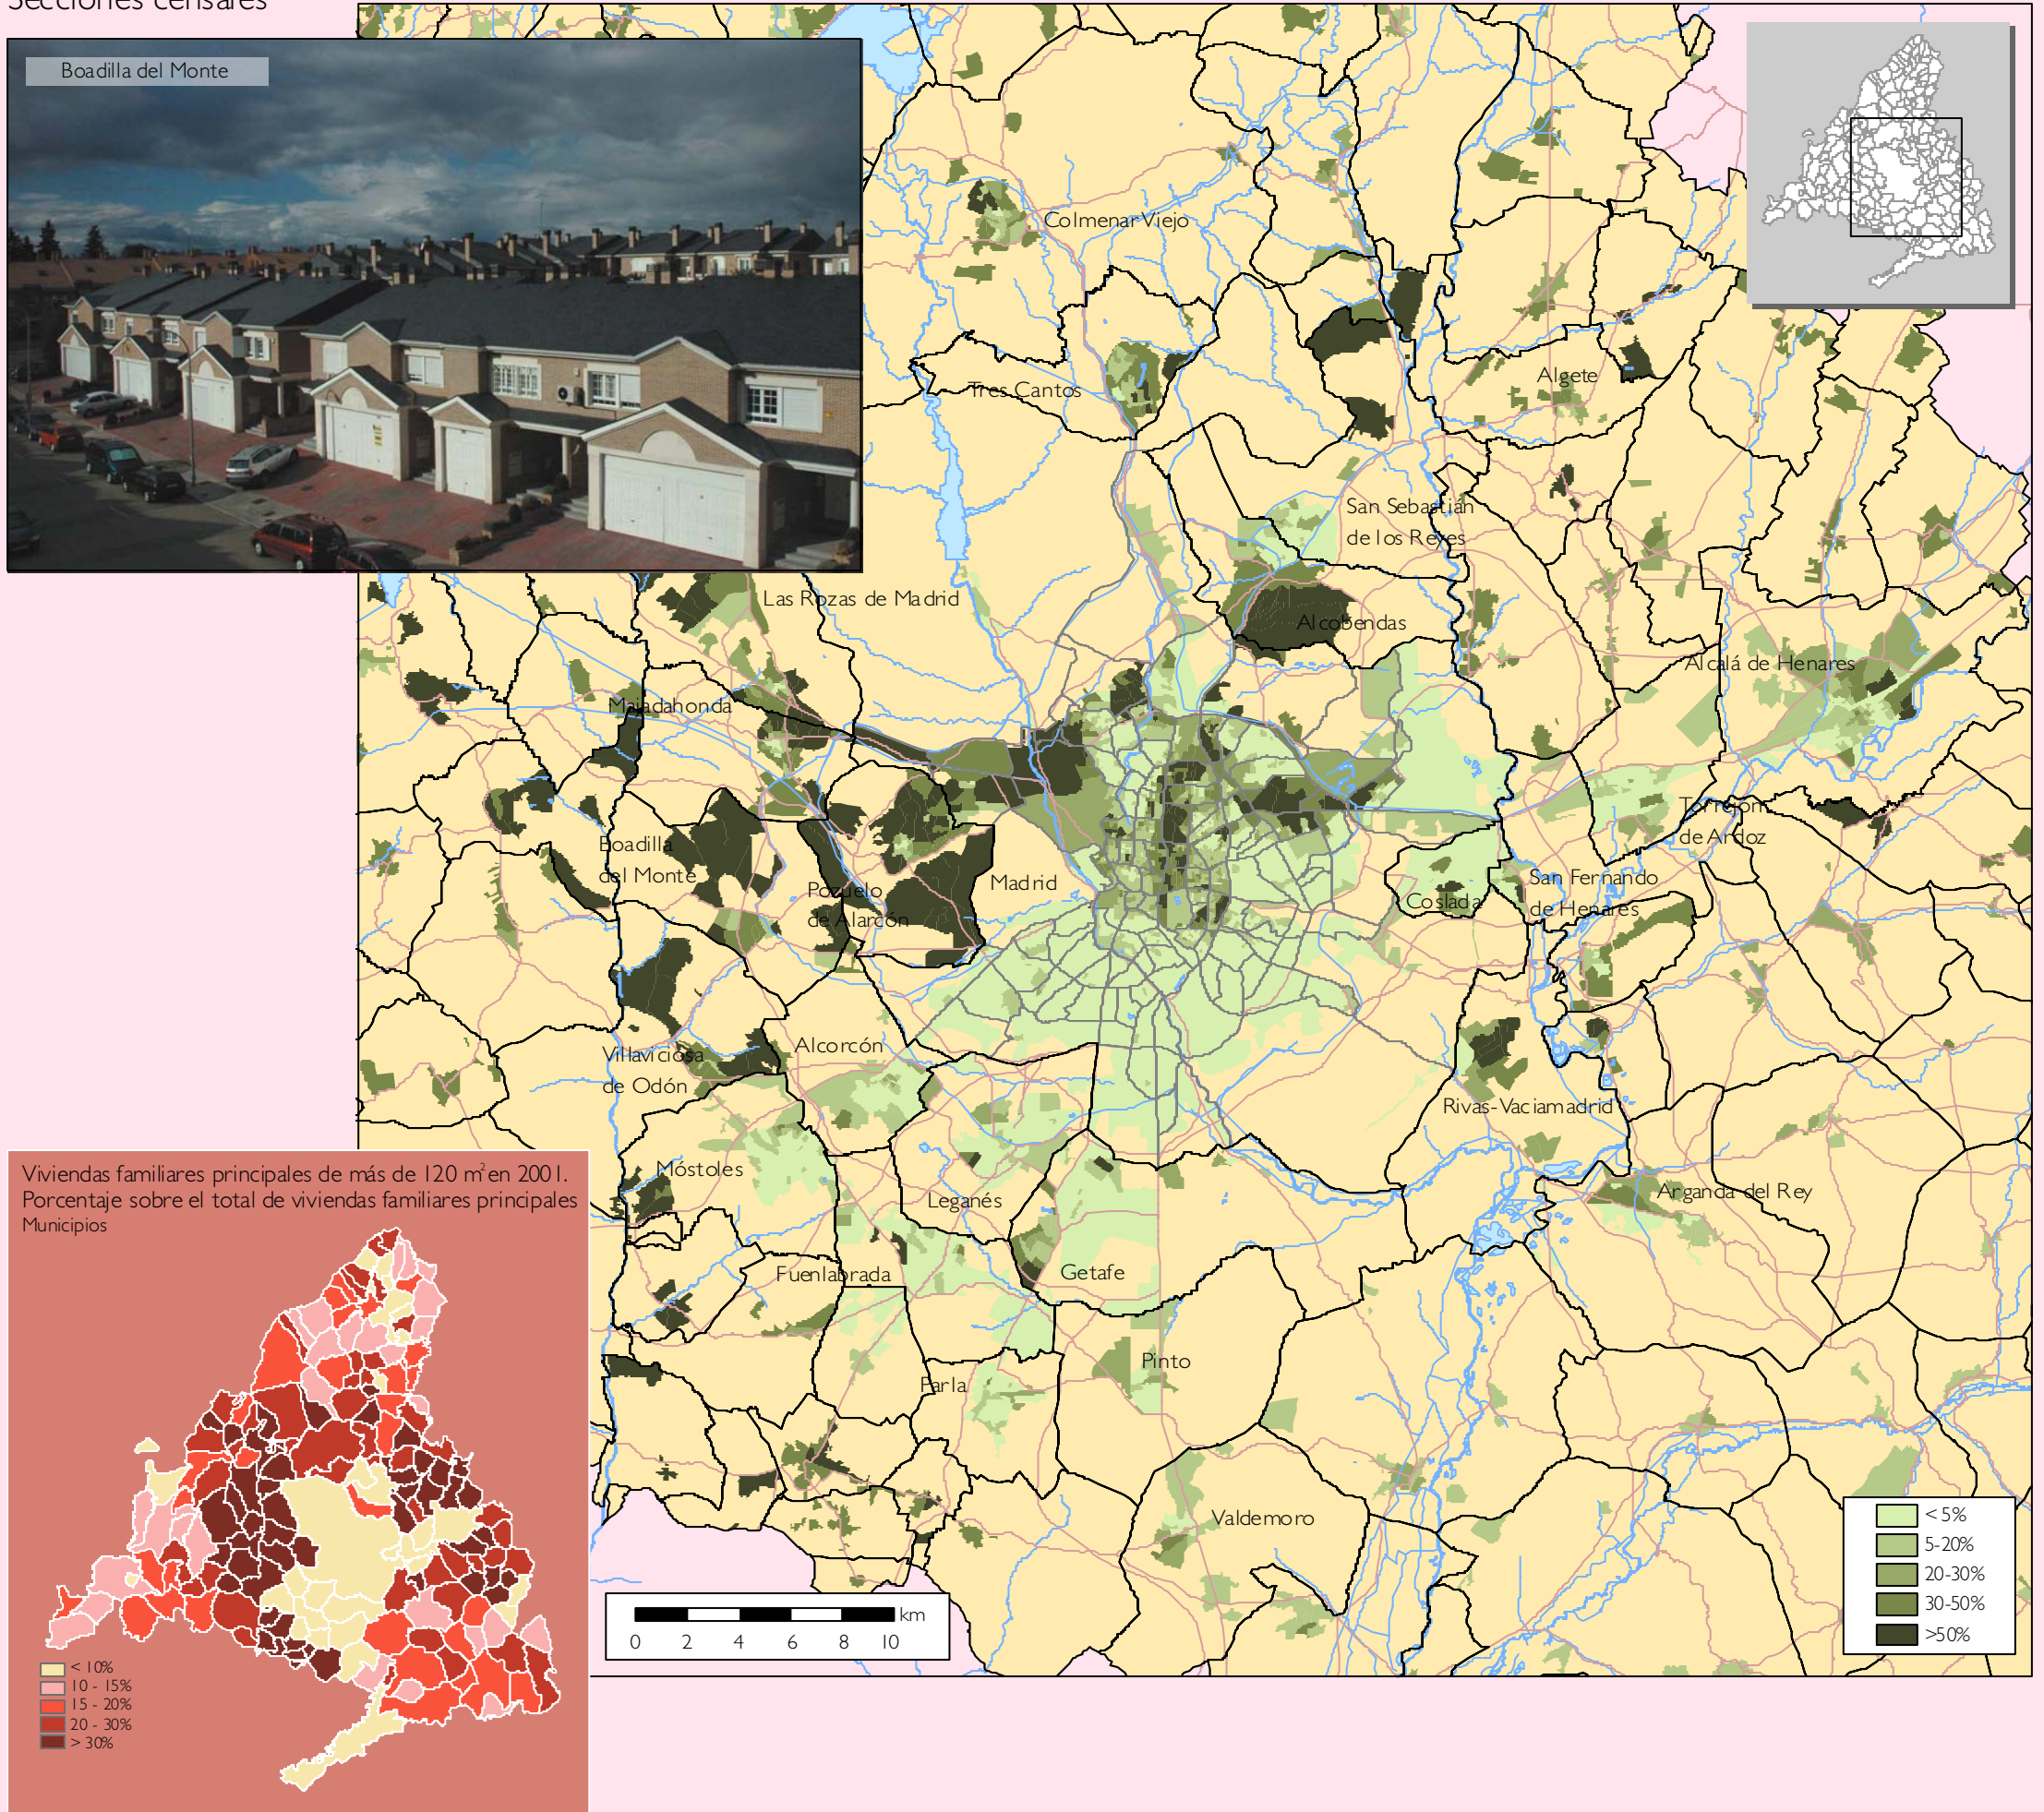 Secciones censales
Boadilla del Monte
Colmenar Viejo
Tres Cantos
Algete
San Sebastián
de los Reyes
Las Rozas de Madrid
Alcobendas
Alcalá de Henares
Majadahonda
Torrejón
de Ardoz
Boadilla
del Monte
Pozuelo
de Alarcón
Madrid
Coslada
San Fernando
de Henares
Villaviciosa
de Odón
Alcorcón
Rivas-Vaciamadrid
Móstoles
Leganés
Arganda del Rey
Fuenlabrada
Getafe
Pinto
Parla
Valdemoro
Viviendas familiares principales de más de 120 m² en 2001.
Porcentaje sobre el total de viviendas familiares principales
Municipios
< 10%
10 - 15%
15 - 20%
20 - 30%
> 30%
km
0 2 4 6 8 10
< 5%
5-20%
20-30%
30-50%
>50%